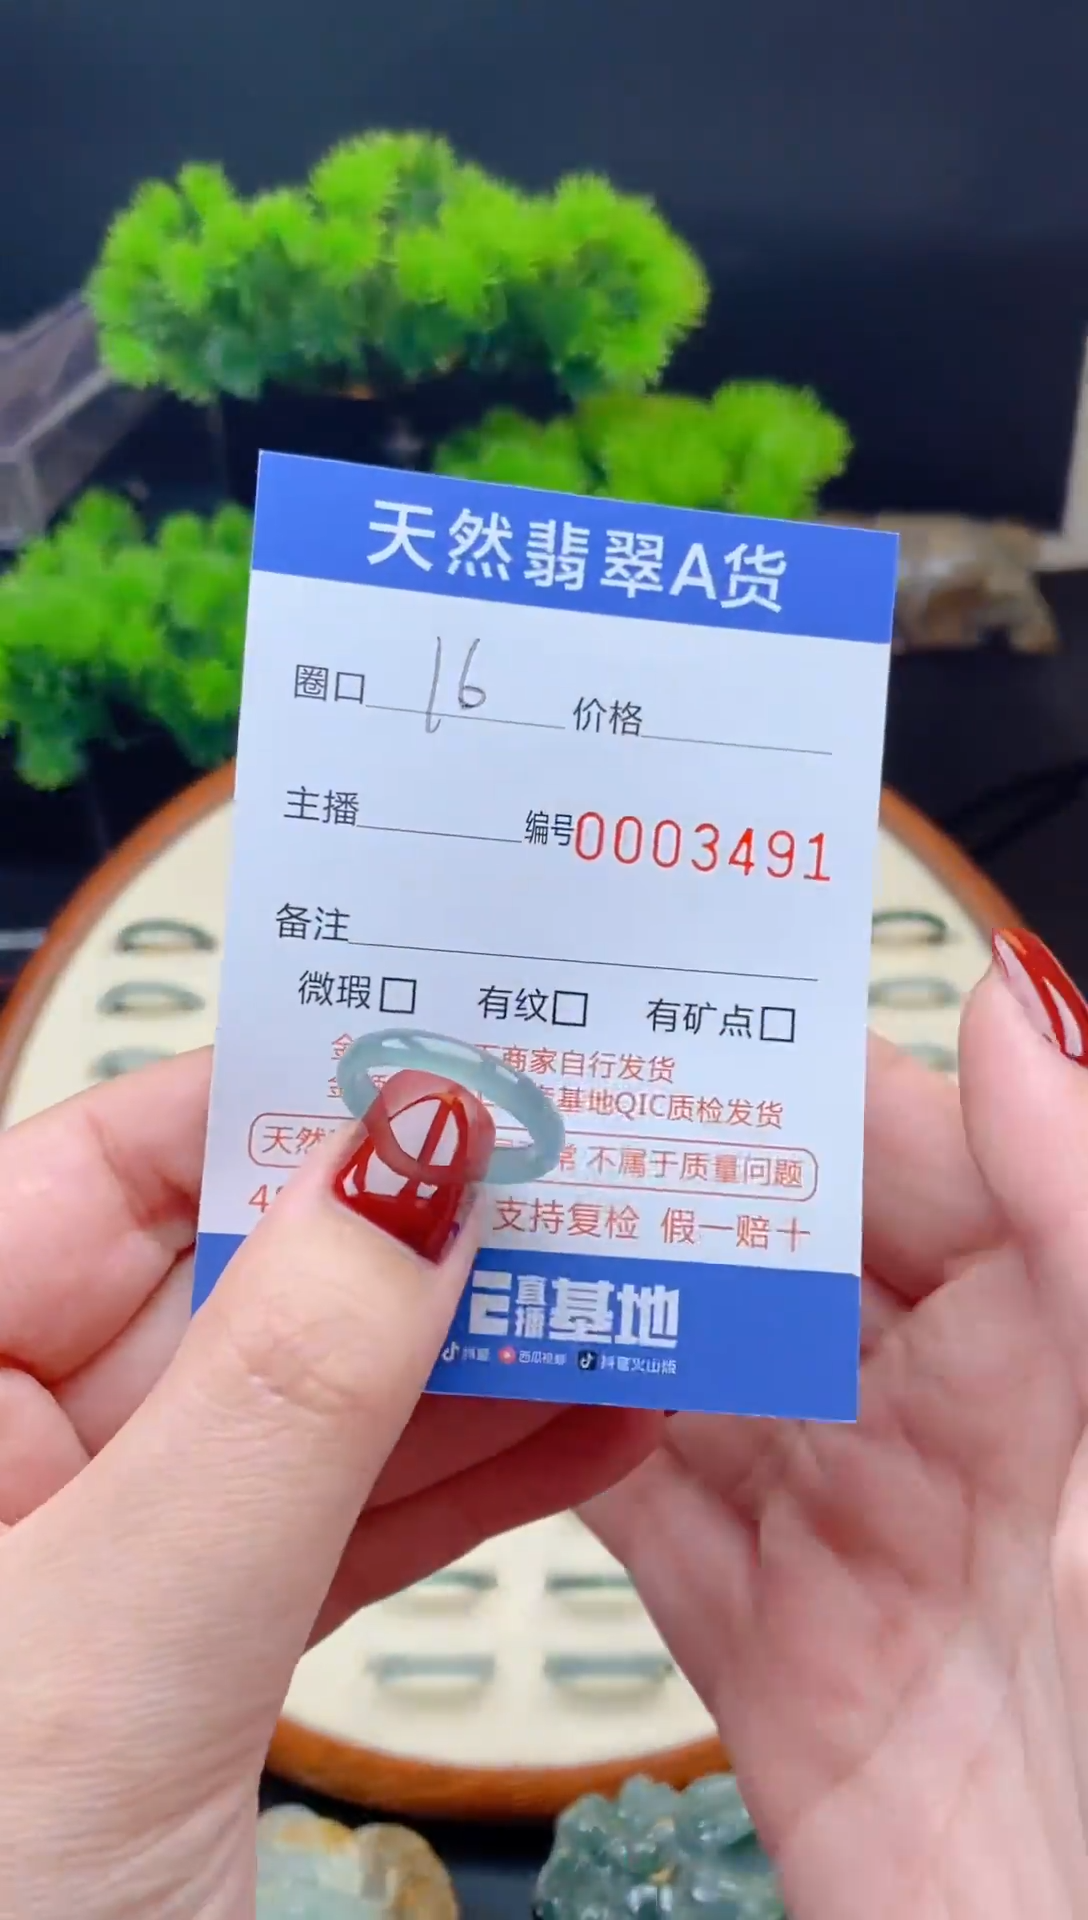 天然翡翠A货
圈口 16 价格
主播 编号0003491
备注
微瑕□ 有纹□ 有矿点□
商家自行发货
基地QIC质检发货
天然 常 不属于质量问题
4 支持复检 假一赔十
直播基地
抖音 西瓜视频 抖音火山版